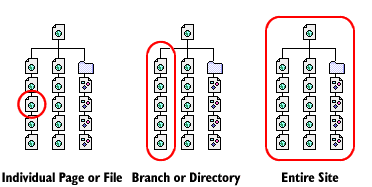 Individual Page or File
Branch or Directory
Entire Site